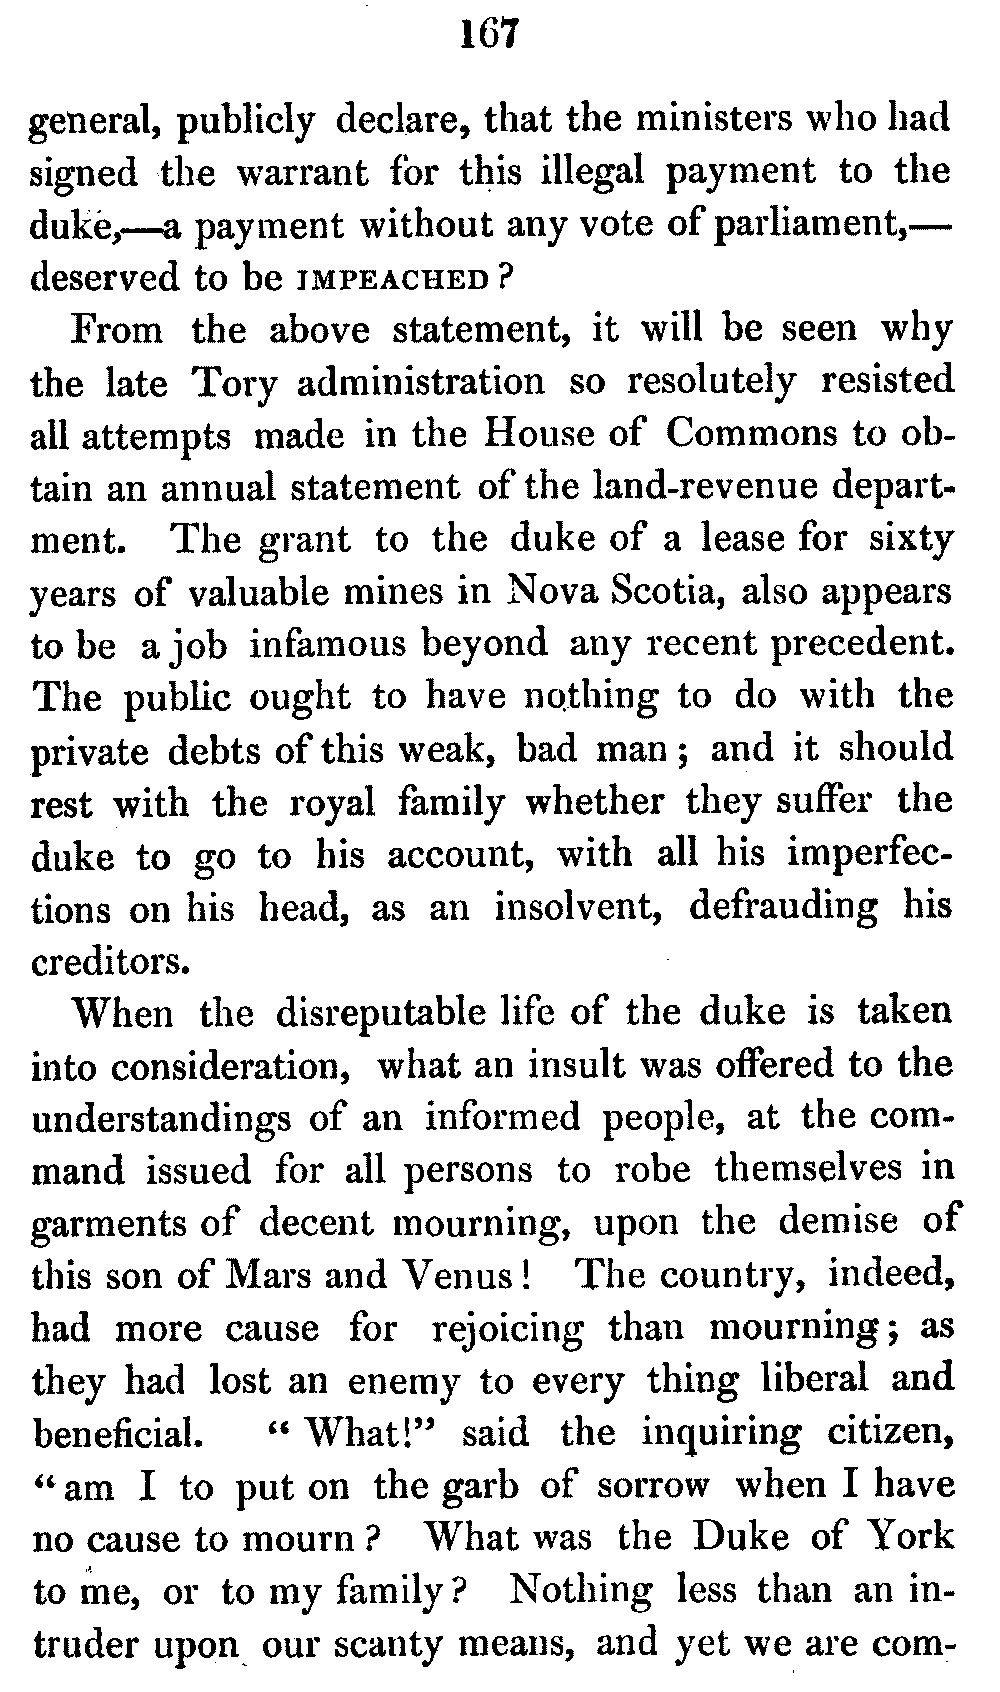 167
general, publicly declare, that the ministers who had
signed the warrant for this illegal payment to the
duke,—a payment without any vote of parliament,—
deserved to be IMPEACHED ?
From the above statement, it will be seen why
the late Tory administration so resolutely resisted
all attempts made in the House of Commons to ob-
tain an annual statement of the land-revenue depart-
ment. The grant to the duke of a lease for sixty
years of valuable mines in Nova Scotia, also appears
to be a job infamous beyond any recent precedent.
The public ought to have nothing to do with the
private debts of this weak, bad man ; and it should
rest with the royal family whether they suffer the
duke to go to his account, with all his imperfec-
tions on his head, as an insolvent, defrauding his
creditors.
When the disreputable life of the duke is taken
into consideration, what an insult was offered to the
understandings of an informed people, at the com-
mand issued for all persons to robe themselves in
garments of decent mourning, upon the demise of
this son of Mars and Venus ! The country, indeed,
had more cause for rejoicing than mourning ; as
they had lost an enemy to every thing liberal and
beneficial. “ What!” said the inquiring citizen,
“ am I to put on the garb of sorrow when I have
no cause to mourn ? What was the Duke of York
to me, or to my family ? Nothing less than an in-
truder upon our scanty means, and yet we are com-